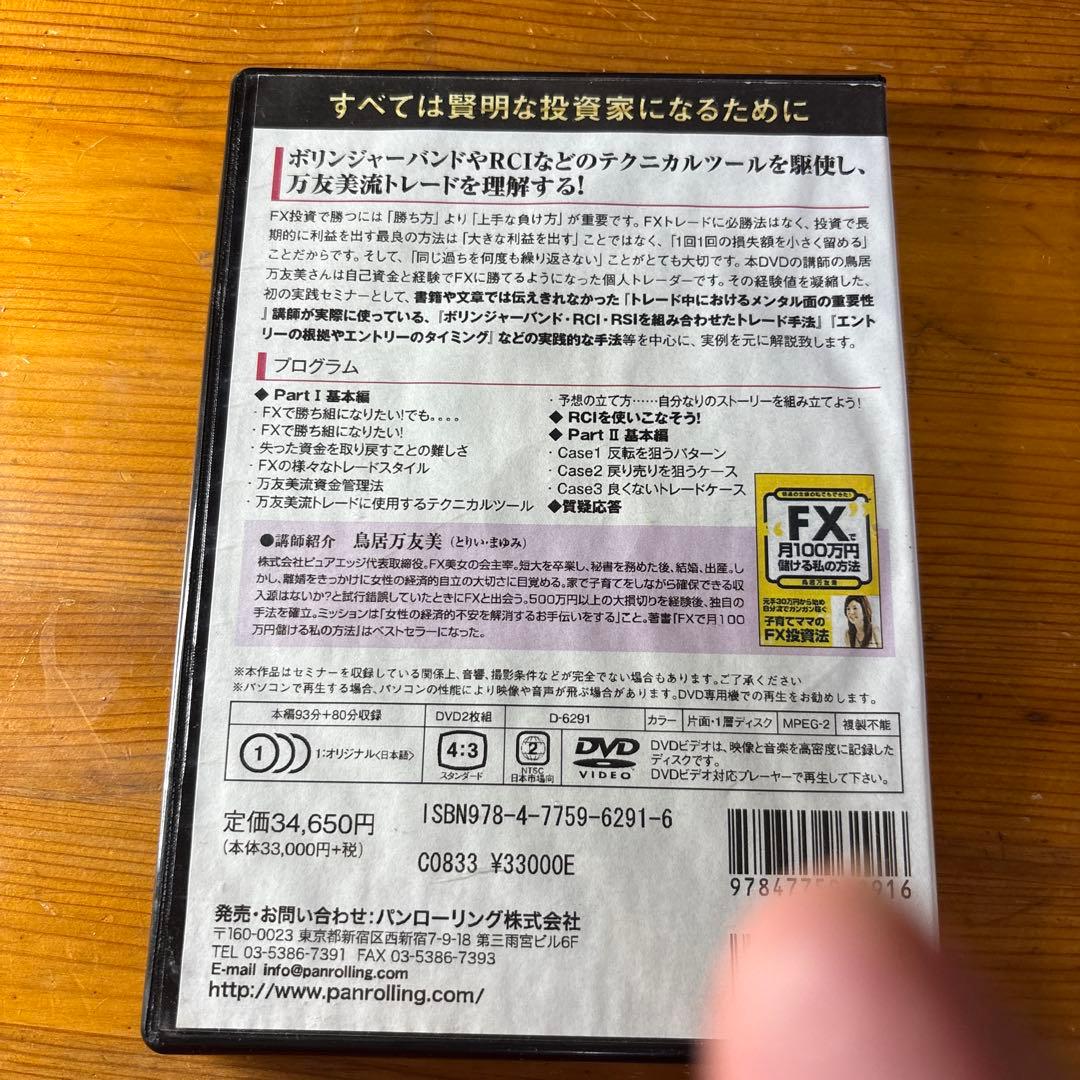 すべては賢明な投資家になるために
ボリンジャーバンドやRCIなどのテクニカルツールを駆使し、
万友美流トレードを理解する!
FX投資で勝つには「勝ち方」より「上手な負け方」が重要です。FXトレードに必勝法はなく、投資で長
期的に利益を出す最良の方法は「大きな利益を出す」ことではなく、「1回1回の損失額を小さく留める」
ことだからです。そして、「同じ過ちを何度も繰り返さない」ことがとても大切です。本DVDの講師の鳥居
万友美さんは自己資金と経験でFXに勝てるようになった個人トレーダーです。その経験値を凝縮した、
初の実践セミナーとして、書籍や文章では伝えきれなかった「トレード中におけるメンタル面の重要性
』講師が実際に使っている、『ボリンジャーバンド・RCI・RSIを組み合わせたトレード手法』『エント
リーの根拠やエントリーのタイミング』などの実践的な手法等を中心に、実例を元に解説致します。
プログラム
◆ Part I 基本編
・FXで勝ち組になりたい!でも。。。。
・FXで勝ち組になりたい!
・失った資金を取り戻すことの難しさ
・FXの様々なトレードスタイル
・万友美流資金管理法
・万友美流トレードに使用するテクニカルツール
・予想の立て方……自分なりのストーリーを組み立てよう!
◆ RCIを使いこなそう!
◆ Part II 基本編
・Case1 反転を狙うパターン
・Case2 戻り売りを狙うケース
・Case3 良くないトレードケース
◆質疑応答
"FX"で
月100万円
儲ける私の方法
鳥居万友美
元手30万円から始め
自分流でガンガン稼ぐ
子育てママの
FX投資法
●講師紹介 鳥居万友美(とりい・まゆみ)
株式会社ピュアエッジ代表取締役。FX美女の会主宰。短大を卒業し、秘書を務めた後、結婚、出産。し
かし、離婚をきっかけに女性の経済的自立の大切さに目覚める。家で子育てをしながら確保できる収
入源はないか?と試行錯誤していたときにFXと出会う。500万円以上の大損切りを経験後、独自の
手法を確立。ミッションは「女性の経済的不安を解消するお手伝いをする」こと。著書「FXで月100
万円儲ける私の方法」はベストセラーになった。
※本作品はセミナーを収録している関係上、音響、撮影条件などが完全でない場合もあります。ご了承ください
※パソコンで再生する場合、パソコンの性能により映像や音声が飛ぶ場合があります。DVD専用機での再生をお勧めします。
本編93分+80分収録 DVD2枚組 D-6291 カラー 片面・1層ディスク MPEG-2 複製不能
1 1:オリジナル<日本語> 4:3 スタンダード 2 NTSC 日本市場向 DVD VIDEO
DVDビデオは、映像と音楽を高密度に記録した
ディスクです。
DVDビデオ対応プレーヤーで再生して下さい。
定価34,650円
(本体33,000円+税)
ISBN978-4-7759-6291-6
C0833 ¥33000E
発売・お問い合わせ:パンローリング株式会社
〒160-0023 東京都新宿区西新宿7-9-18 第三雨宮ビル6F
TEL 03-5386-7391 FAX 03-5386-7393
E-mail info@panrolling.com
http://www.panrolling.com/